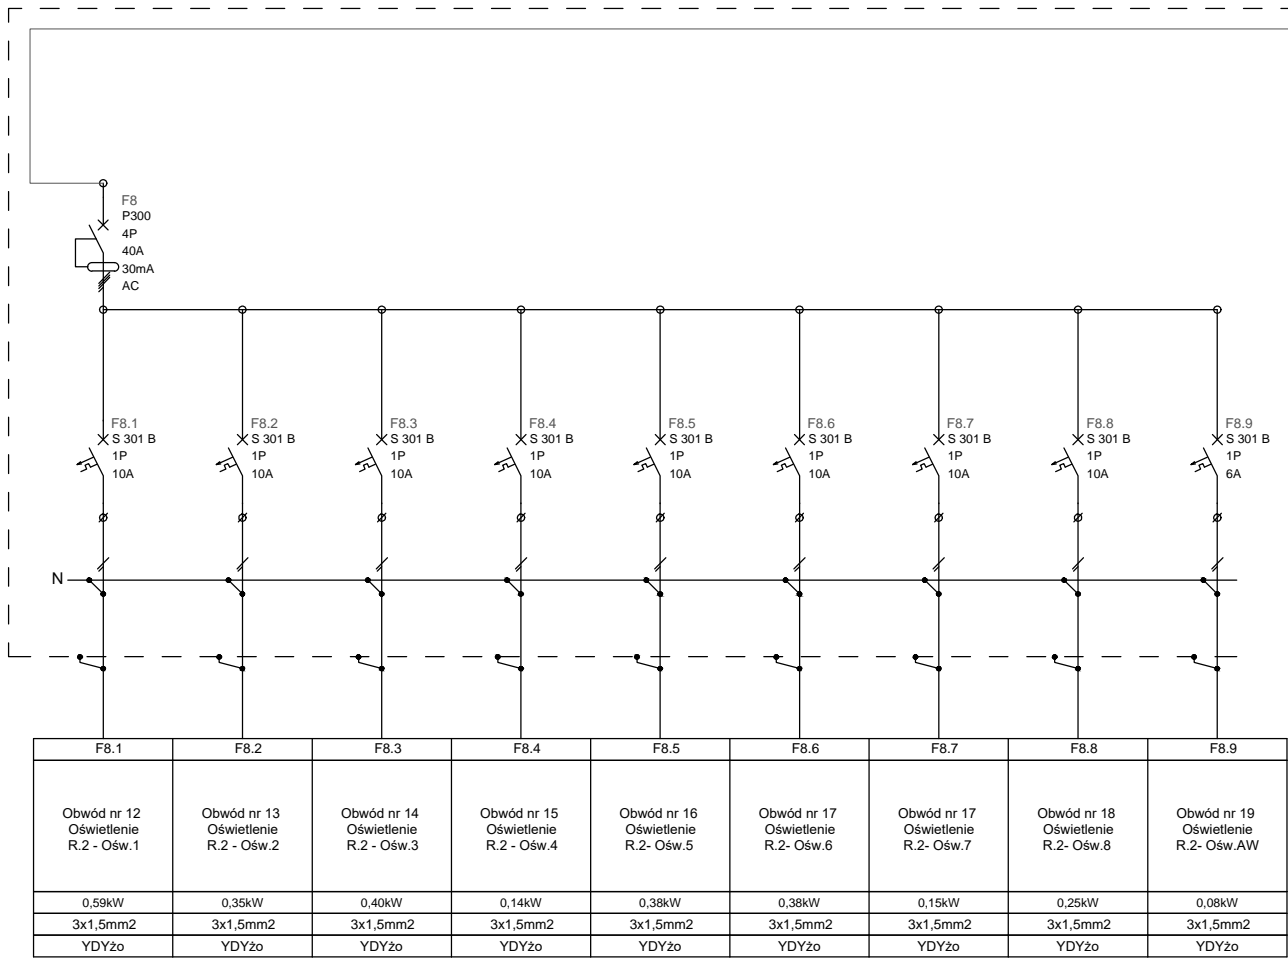 F8
P300
4P
40A
30mA
AC
F8.1
S 301 B
1P
10A
F8.2
S 301 B
1P
10A
F8.3
S 301 B
1P
10A
F8.4
S 301 B
1P
10A
F8.5
S 301 B
1P
10A
F8.6
S 301 B
1P
10A
F8.7
S 301 B
1P
10A
F8.8
S 301 B
1P
10A
F8.9
S 301 B
1P
6A
N
F8.1 F8.2 F8.3 F8.4 F8.5 F8.6 F8.7 F8.8 F8.9
Obwód nr 12
Oświetlenie
R.2 - Ośw.1
Obwód nr 13
Oświetlenie
R.2 - Ośw.2
Obwód nr 14
Oświetlenie
R.2 - Ośw.3
Obwód nr 15
Oświetlenie
R.2 - Ośw.4
Obwód nr 16
Oświetlenie
R.2- Ośw.5
Obwód nr 17
Oświetlenie
R.2- Ośw.6
Obwód nr 17
Oświetlenie
R.2- Ośw.7
Obwód nr 18
Oświetlenie
R.2- Ośw.8
Obwód nr 19
Oświetlenie
R.2- Ośw.AW
0,59kW 0,35kW 0,40kW 0,14kW 0,38kW 0,38kW 0,15kW 0,25kW 0,08kW
3x1,5mm2 3x1,5mm2 3x1,5mm2 3x1,5mm2 3x1,5mm2 3x1,5mm2 3x1,5mm2 3x1,5mm2 3x1,5mm2
YDYżo YDYżo YDYżo YDYżo YDYżo YDYżo YDYżo YDYżo YDYżo